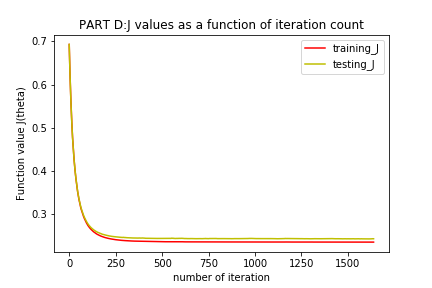 PART D:J values as a function of iteration count
0.7
0.6
0.5
0.4
0.3
Function value J(theta)
training_J
testing_J
0 250 500 750 1000 1250 1500
number of iteration